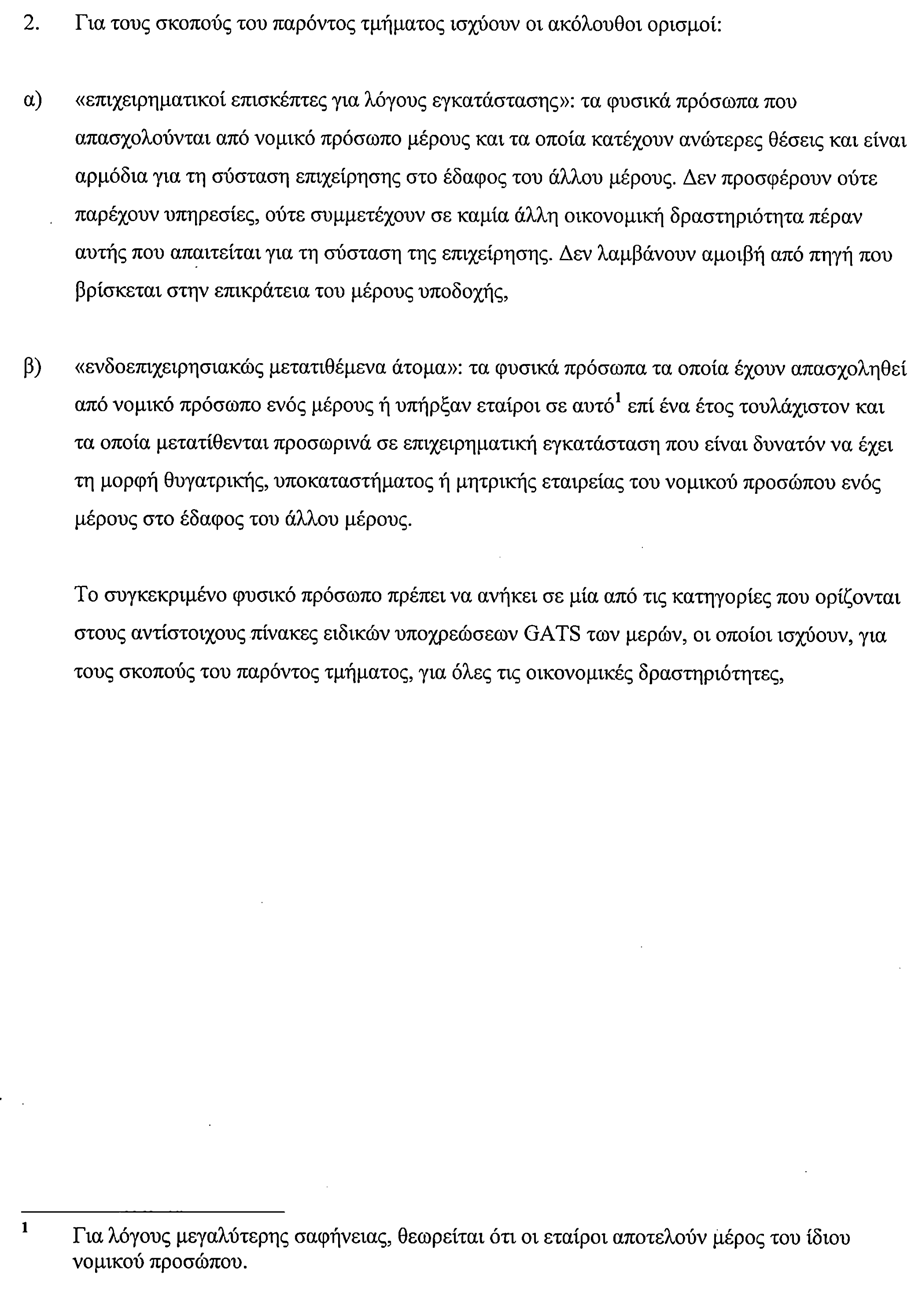 2. Για τους σκοπούς του παρόντος τμήματος ισχύουν οι ακόλουθοι ορισμοί:
α) «επιχειρηματικοί επισκέπτες για λόγους εγκατάστασης»: τα φυσικά πρόσωπα που
απασχολούνται από νομικό πρόσωπο μέρους και τα οποία κατέχουν ανώτερες θέσεις και είναι
αρμόδια για τη σύσταση επιχείρησης στο έδαφος του άλλου μέρους. Δεν προσφέρουν ούτε
παρέχουν υπηρεσίες, ούτε συμμετέχουν σε καμία άλλη οικονομική δραστηριότητα πέραν
αυτής που απαιτείται για τη σύσταση της επιχείρησης. Δεν λαμβάνουν αμοιβή από πηγή που
βρίσκεται στην επικράτεια του μέρους υποδοχής,
β) «ενδοεπιχειρησιακώς μετατιθέμενα άτομα»: τα φυσικά πρόσωπα τα οποία έχουν απασχοληθεί
από νομικό πρόσωπο ενός μέρους ή υπήρξαν εταίροι σε αυτό¹ επί ένα έτος τουλάχιστον και
τα οποία μετατίθενται προσωρινά σε επιχειρηματική εγκατάσταση που είναι δυνατόν να έχει
τη μορφή θυγατρικής, υποκαταστήματος ή μητρικής εταιρείας του νομικού προσώπου ενός
μέρους στο έδαφος του άλλου μέρους.
Το συγκεκριμένο φυσικό πρόσωπο πρέπει να ανήκει σε μία από τις κατηγορίες που ορίζονται
στους αντίστοιχους πίνακες ειδικών υποχρεώσεων GATS των μερών, οι οποίοι ισχύουν, για
τους σκοπούς του παρόντος τμήματος, για όλες τις οικονομικές δραστηριότητες,
¹ Για λόγους μεγαλύτερης σαφήνειας, θεωρείται ότι οι εταίροι αποτελούν μέρος του ίδιου
νομικού προσώπου.